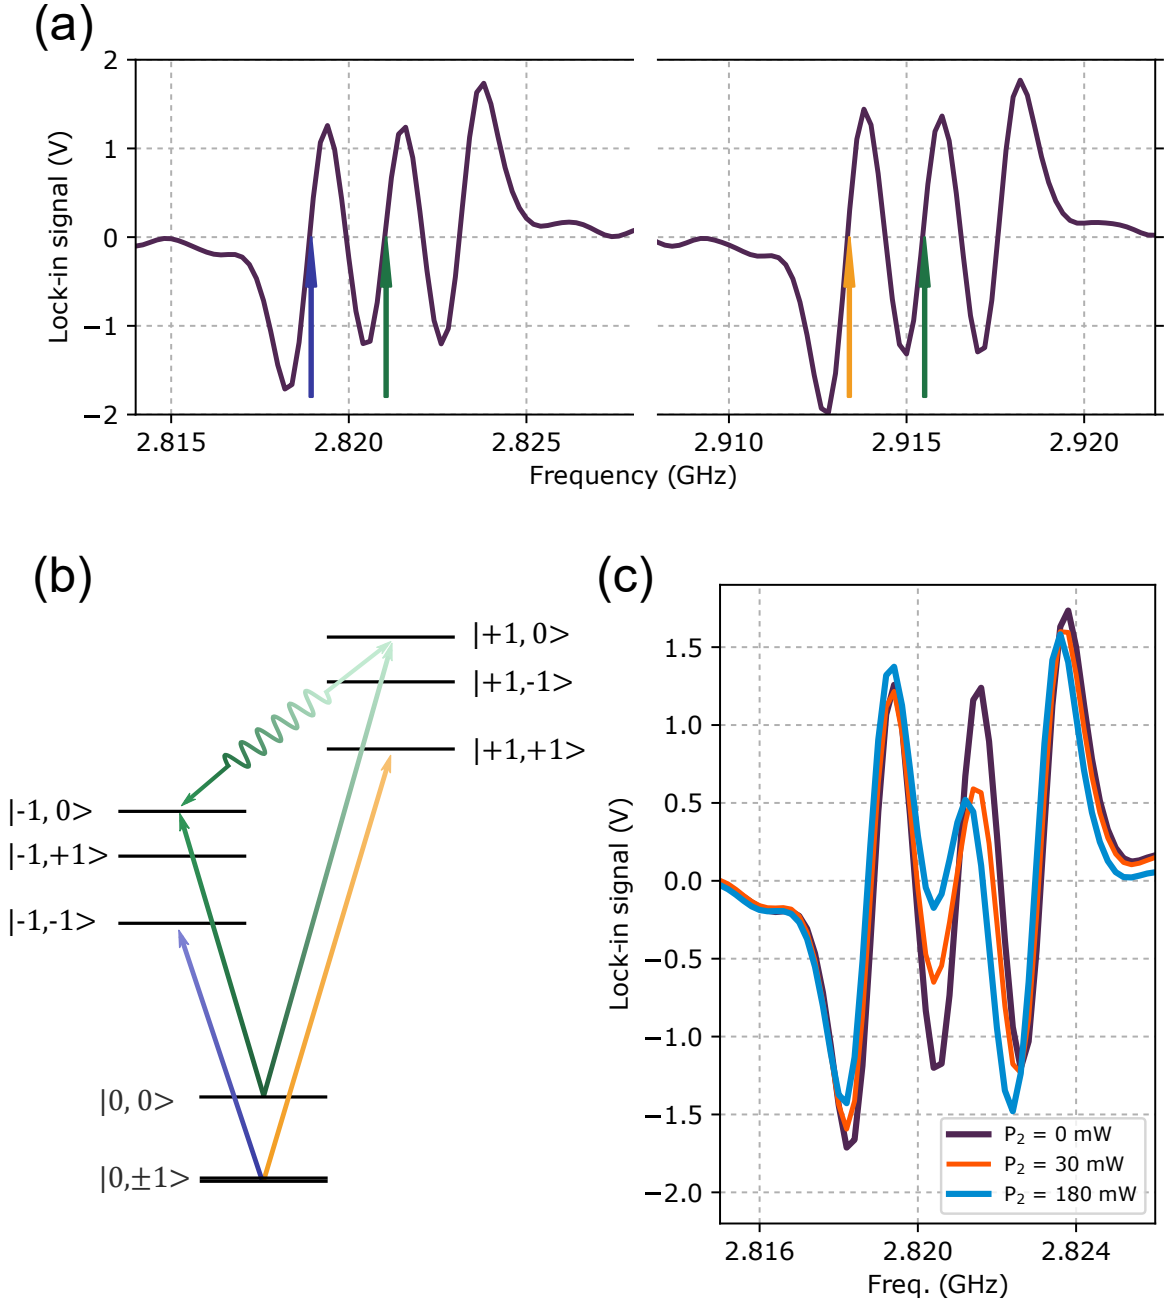 (a)
2
1
0
−1
−2
Lock-in signal (V)
2.815 2.820 2.825 2.910 2.915 2.920
Frequency (GHz)
(b)
|+1, 0>
|+1,-1>
|+1,+1>
|-1, 0>
|-1,+1>
|-1,-1>
|0, 0>
|0,±1>
(c)
1.5
1.0
0.5
0.0
−0.5
−1.0
−1.5
−2.0
Lock-in signal (V)
P₂ = 0 mW
P₂ = 30 mW
P₂ = 180 mW
2.816 2.820 2.824
Freq. (GHz)